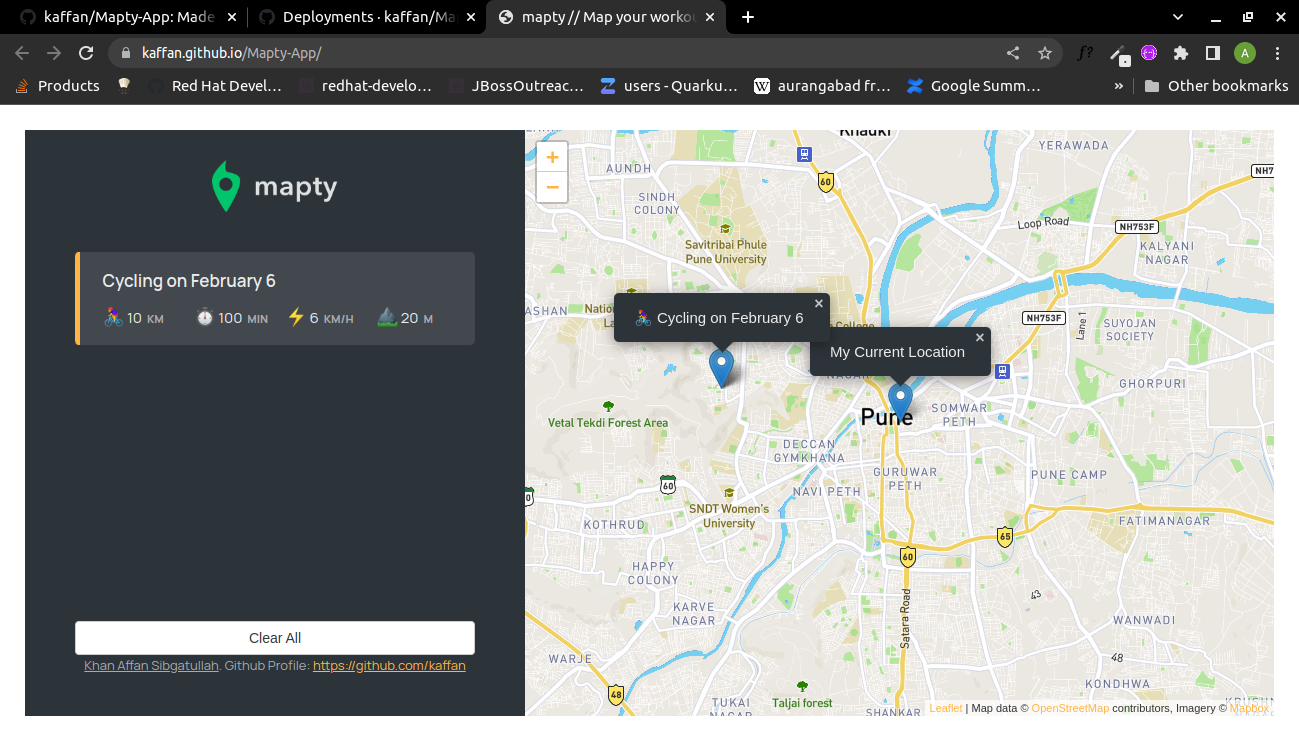 kaffan/Mapty-App: Made
Deployments · kaffan/Ma
mapty // Map your workou
kaffan.github.io/Mapty-App/
f?
A
Products
Red Hat Devel…
redhat-develo…
JBossOutreac…
users - Quarku…
aurangabad fr…
Google Summ…
»
Other bookmarks
mapty
Cycling on February 6
10 KM
100 MIN
6 KM/H
20 M
Clear All
Khan Affan Sibgatullah. Github Profile: https://github.com/kaffan
+
−
Khadki
YERAWADA
AUNDH
60
NH7
SINDH
COLONY
Loop Road
NH753F
Savitribai Phule
Pune University
KALYANI
NAGAR
PASHAN
Cycling on February 6
College
NH753F
Lane 1
SUYOJAN
SOCIETY
My Current Location
NAGAR
GHORPURI
Vetal Tekdi Forest Area
Pune
SOMWAR
PETH
DECCAN
GYMKHANA
GURUWAR
PETH
PUNE CAMP
60
NAVI PETH
SNDT Women's
University
KOTHRUD
FATIMANAGAR
65
60
HAPPY
COLONY
43
KARVE
NAGAR
Satara Road
WANWADI
WARJE
48
48
KONDHWA
Taljai forest
TUKAI
NAGAR
SHANKAR
Leaflet | Map data © OpenStreetMap contributors, Imagery © Mapbox